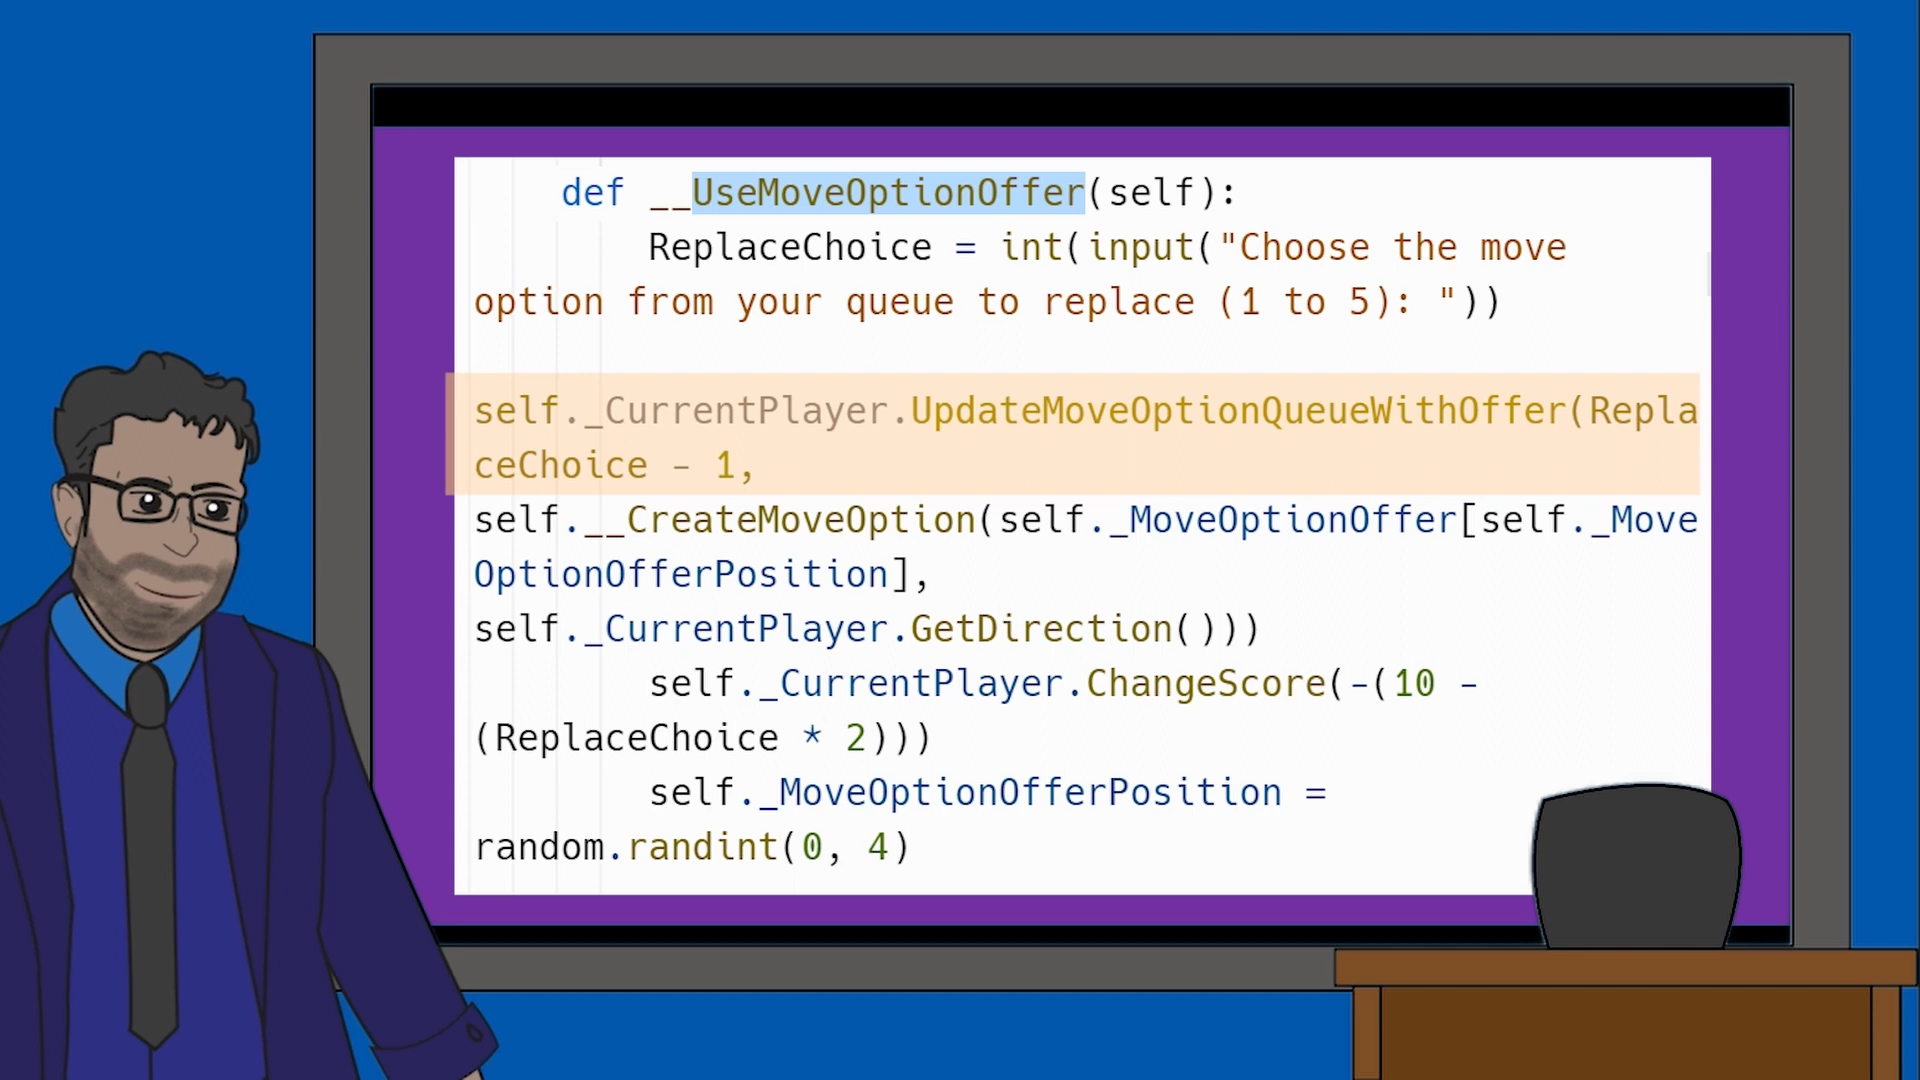 def __UseMoveOptionOffer(self):
ReplaceChoice = int(input("Choose the move
option from your queue to replace (1 to 5): "))
self._CurrentPlayer.UpdateMoveOptionQueueWithOffer(Repla
ceChoice - 1,
self.__CreateMoveOption(self._MoveOptionOffer[self._Move
OptionOfferPosition],
self._CurrentPlayer.GetDirection()))
self._CurrentPlayer.ChangeScore(-(10 -
(ReplaceChoice * 2)))
self._MoveOptionOfferPosition =
random.randint(0, 4)